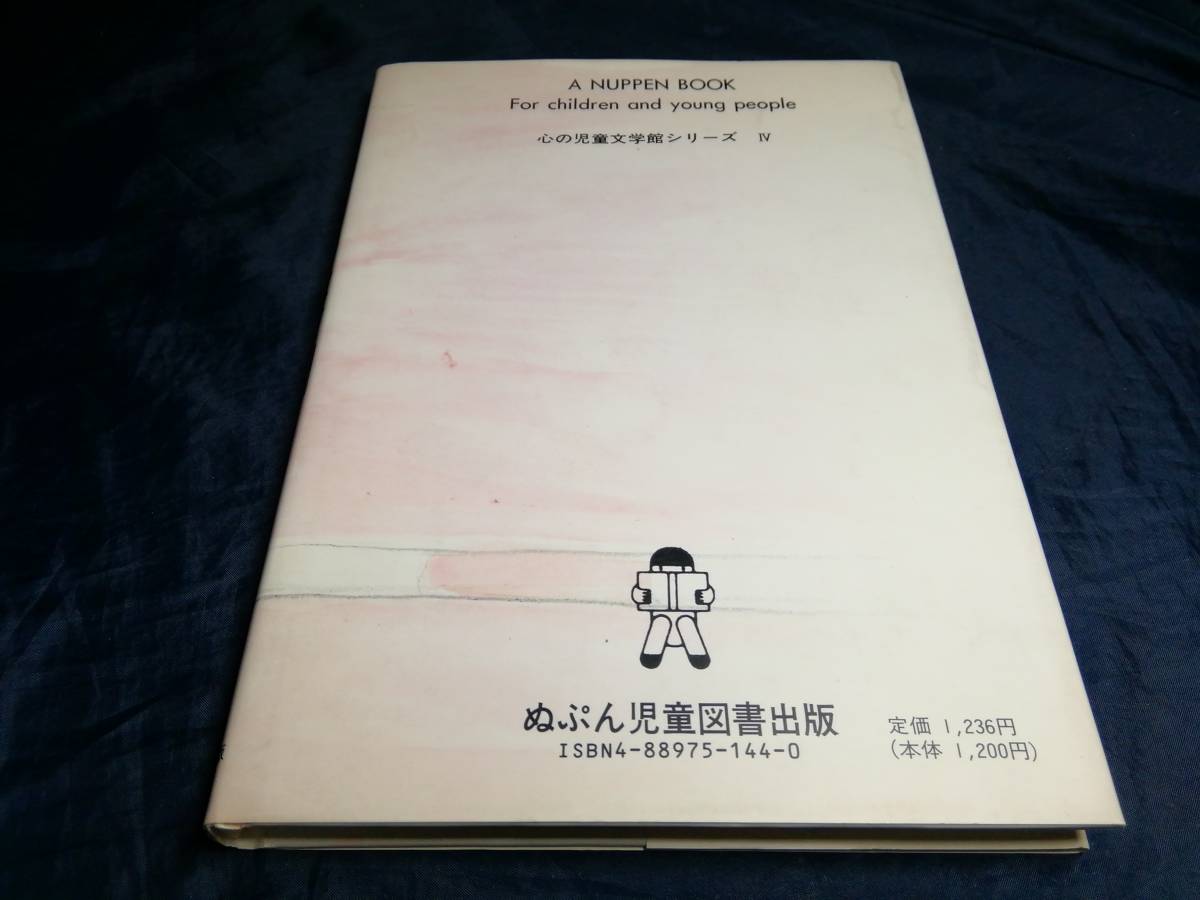 A NUPPEN BOOK
For children and young people
心の児童文学館シリーズ Ⅳ
ぬぷん児童図書出版
ISBN4-88975-144-0
定価 1,236円
(本体 1,200円)